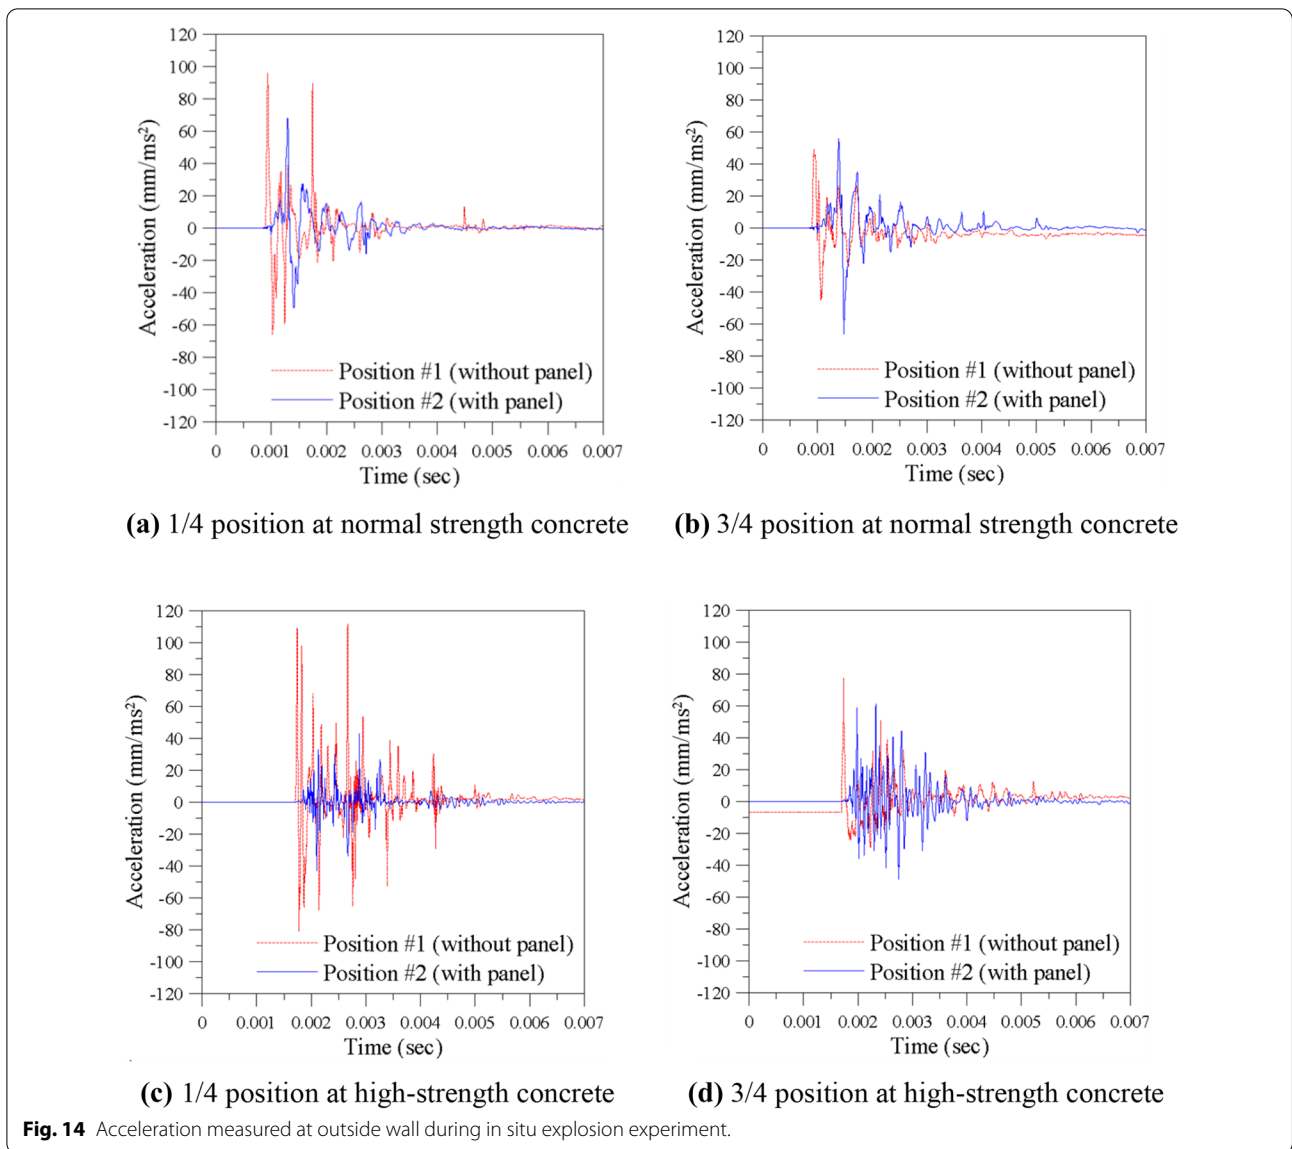 120
100
80
60
40
20
0
-20
-40
-60
-80
-100
-120
Acceleration (mm/ms²)
Position #1 (without panel)
Position #2 (with panel)
0 0.001 0.002 0.003 0.004 0.005 0.006 0.007
Time (sec)
(a) 1/4 position at normal strength concrete
120
100
80
60
40
20
0
-20
-40
-60
-80
-100
-120
Acceleration (mm/ms²)
Position #1 (without panel)
Position #2 (with panel)
0 0.001 0.002 0.003 0.004 0.005 0.006 0.007
Time (sec)
(b) 3/4 position at normal strength concrete
120
100
80
60
40
20
0
-20
-40
-60
-80
-100
-120
Acceleration (mm/ms²)
Position #1 (without panel)
Position #2 (with panel)
0 0.001 0.002 0.003 0.004 0.005 0.006 0.007
Time (sec)
(c) 1/4 position at high-strength concrete
120
100
80
60
40
20
0
-20
-40
-60
-80
-100
-120
Acceleration (mm/ms²)
Position #1 (without panel)
Position #2 (with panel)
0 0.001 0.002 0.003 0.004 0.005 0.006 0.007
Time (sec)
(d) 3/4 position at high-strength concrete
Fig. 14 Acceleration measured at outside wall during in situ explosion experiment.